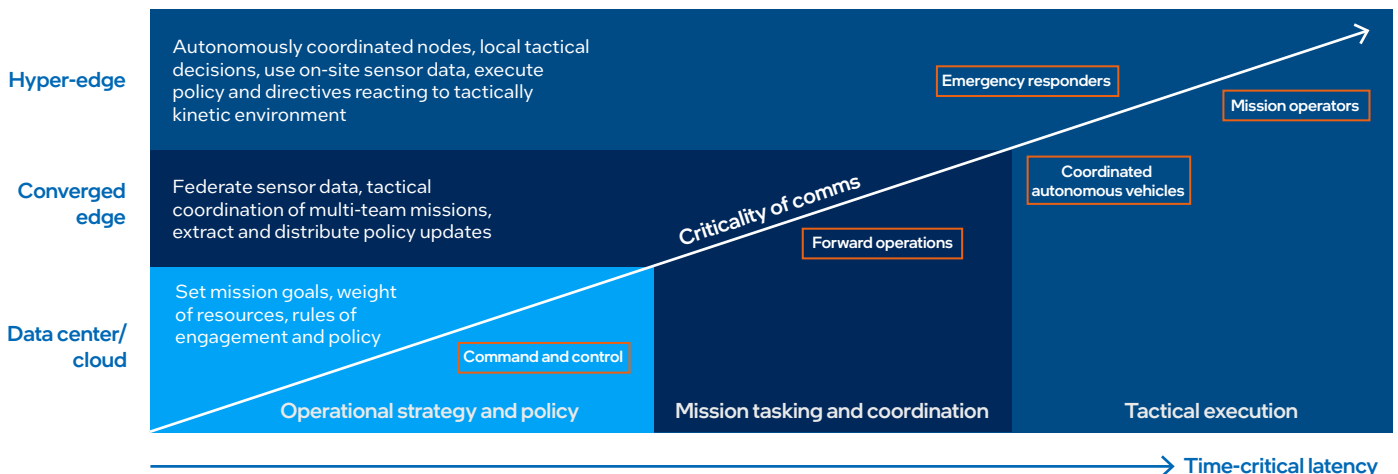 Hyper-edge
Autonomously coordinated nodes, local tactical
decisions, use on-site sensor data, execute
policy and directives reacting to tactically
kinetic environment
Emergency responders
Mission operators
Converged
edge
Federate sensor data, tactical
coordination of multi-team missions,
extract and distribute policy updates
Criticality of comms
Coordinated
autonomous vehicles
Forward operations
Data center/
cloud
Set mission goals, weight
of resources, rules of
engagement and policy
Command and control
Operational strategy and policy
Mission tasking and coordination
Tactical execution
Time-critical latency